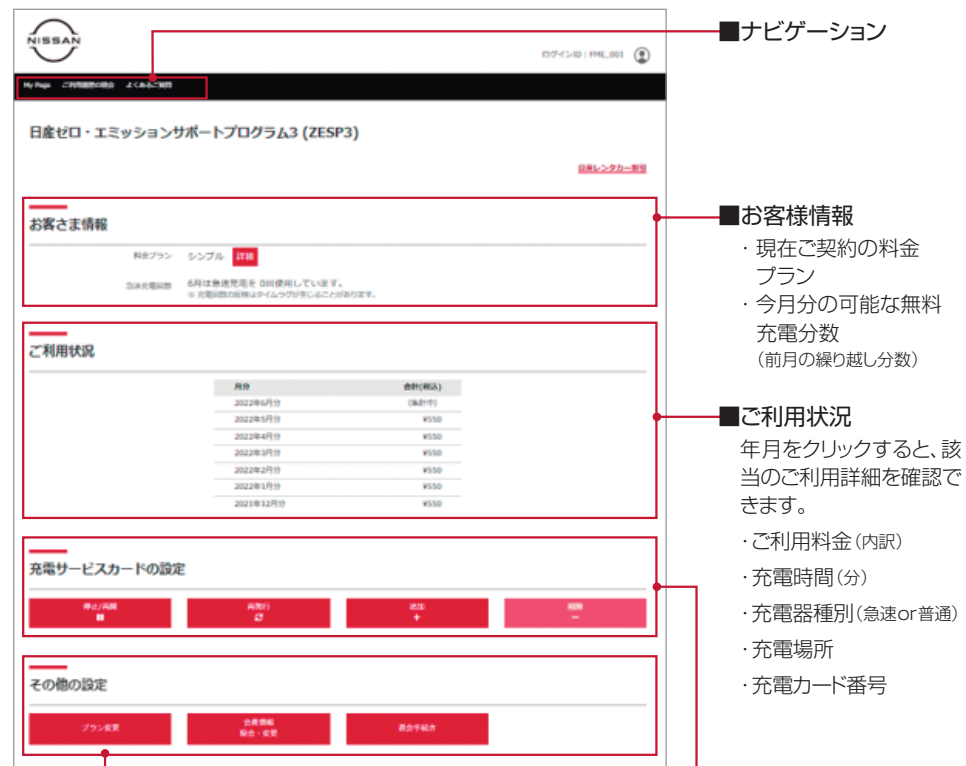 NISSAN
ログインID : FME_001
My Page ご利用履歴の照会 よくあるご質問
日産ゼロ・エミッションサポートプログラム3 (ZESP3)
日産レンタカー割引
お客さま情報
料金プラン シンプル 詳細
急速充電回数 6月は急速充電を 0回使用しています。
※ 充電回数の反映はタイムラグが生じることがあります。
ご利用状況
月分 合計(税込)
2022年6月分 (集計中)
2022年5月分 ¥550
2022年4月分 ¥550
2022年3月分 ¥550
2022年2月分 ¥550
2022年1月分 ¥550
2021年12月分 ¥550
充電サービスカードの設定
停止/再開
再発行
追加
削除
その他の設定
プラン変更
会員情報
照会・変更
退会手続き
■ナビゲーション
■お客様情報
・現在ご契約の料金
プラン
・今月分の可能な無料
充電分数
(前月の繰り越し分数)
■ご利用状況
年月をクリックすると、該
当のご利用詳細を確認で
きます。
・ご利用料金(内訳)
・充電時間(分)
・充電器種別(急速or普通)
・充電場所
・充電カード番号